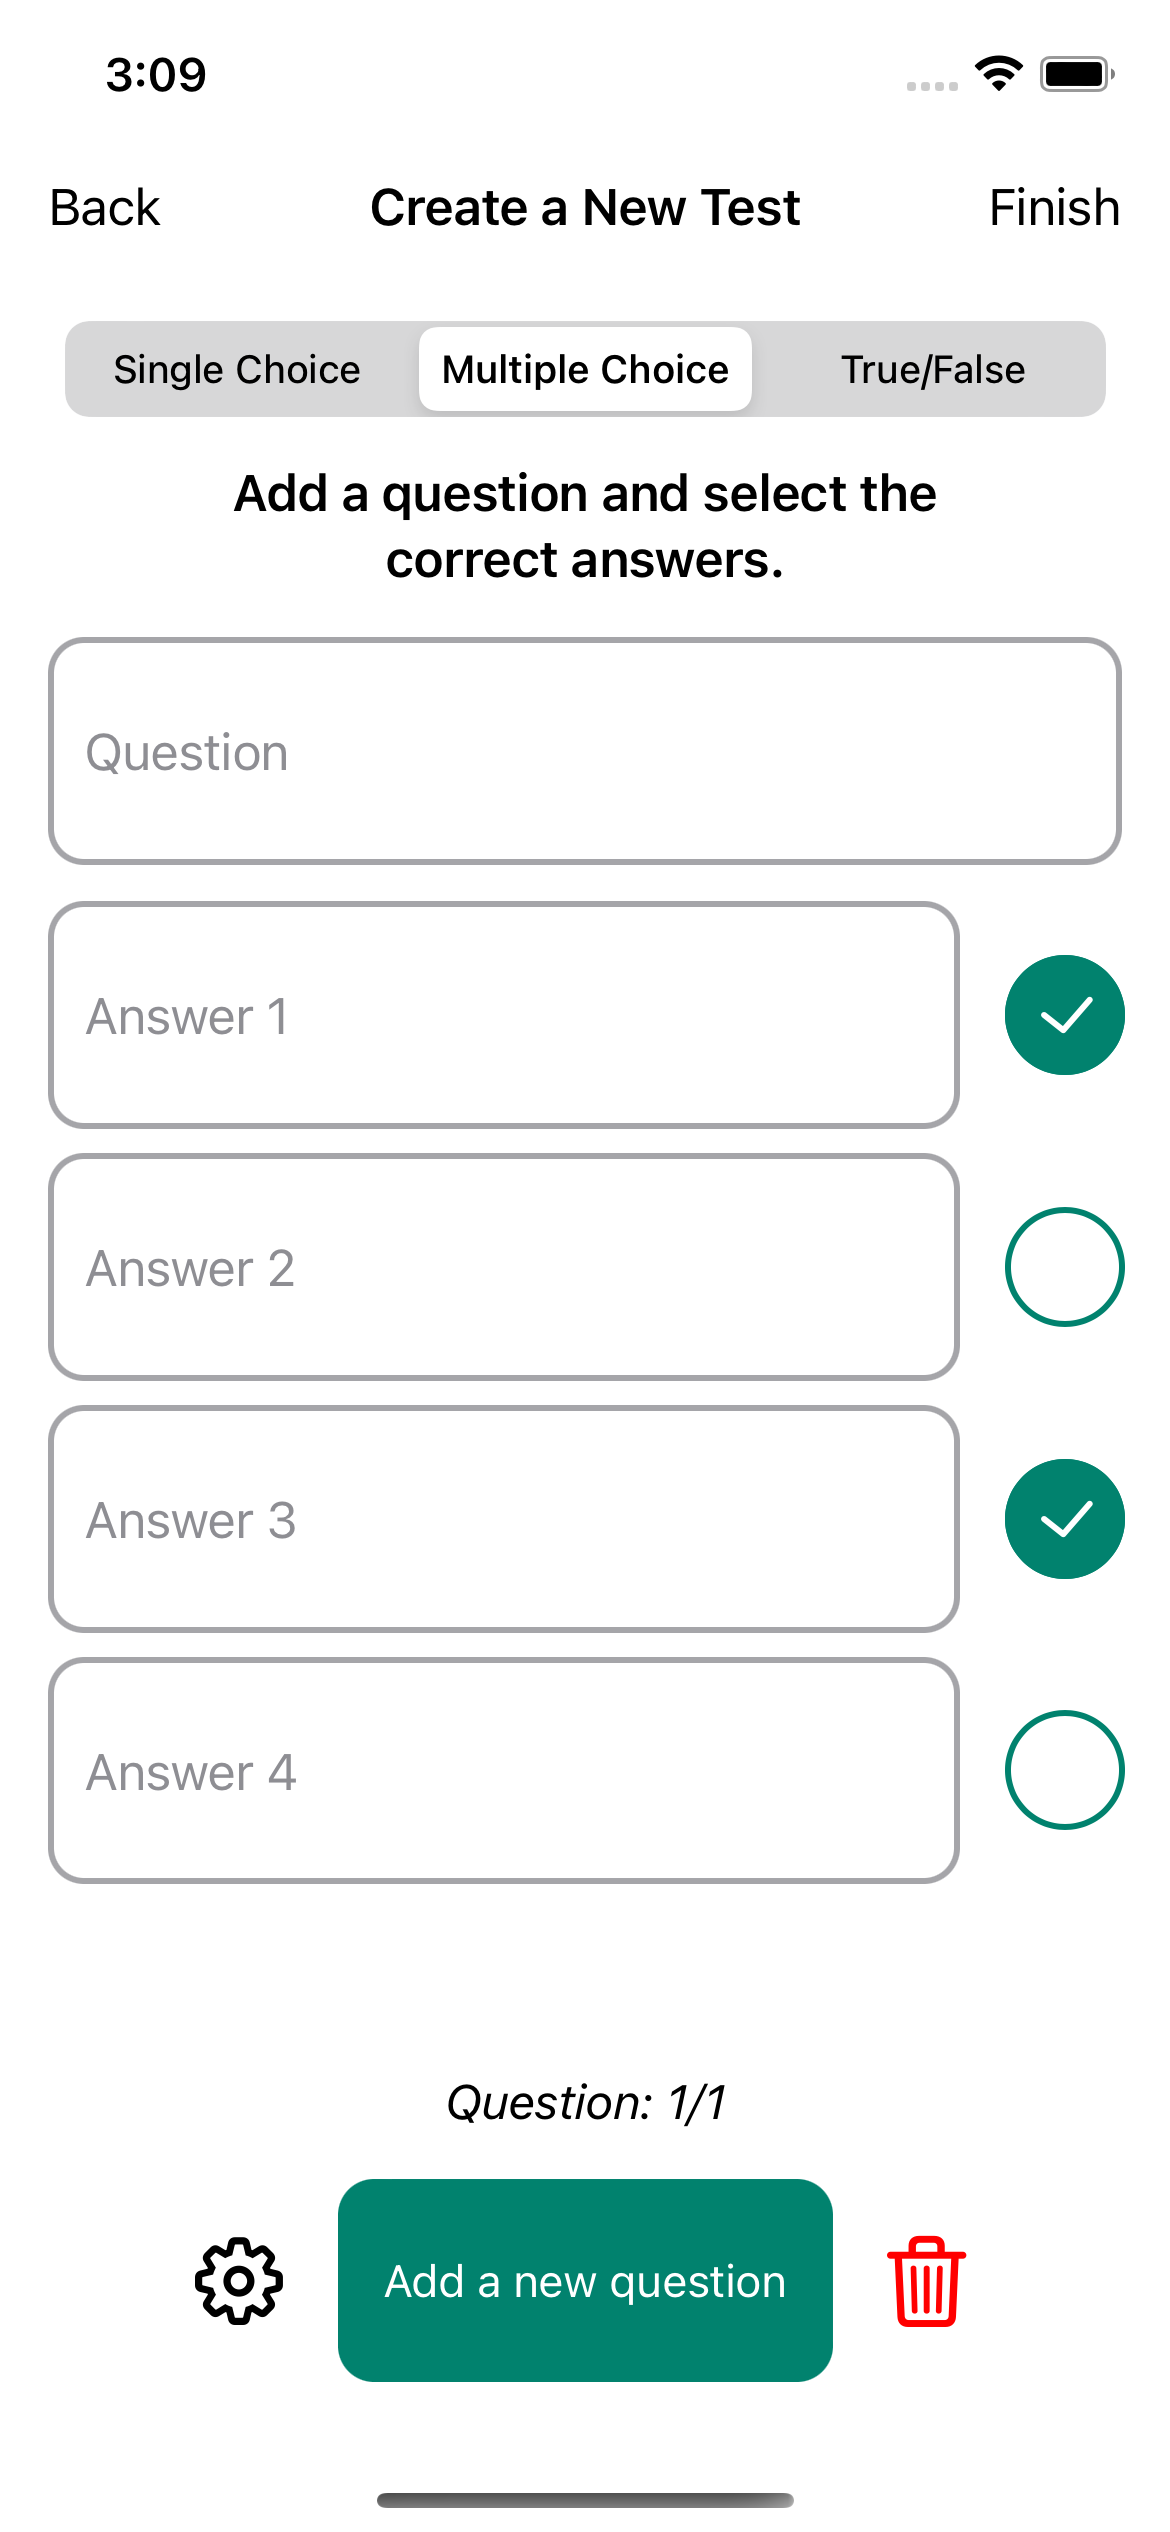 3:09
Back
Create a New Test
Finish
Single Choice
Multiple Choice
True/False
Add a question and select the
correct answers.
Question
Answer 1
Answer 2
Answer 3
Answer 4
Question: 1/1
Add a new question